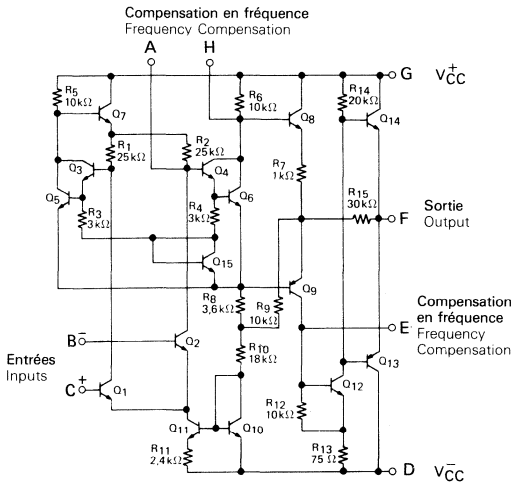 Compensation en fréquence
Frequency Compensation
A
H
G
V+CC
R5
10kΩ
Q7
R6
10kΩ
Q8
R14
20kΩ
Q14
R1
25kΩ
R2
25kΩ
Q3
Q4
R7
1kΩ
Q5
Q6
R15
30kΩ
F
Sortie
Output
R3
3kΩ
R4
3kΩ
Q15
R8
3,6kΩ
R9
10kΩ
Q9
E
Compensation
en fréquence
Frequency
Compensation
B-
Q2
R10
18kΩ
Q13
Entrées
Inputs
C+
Q1
Q12
R12
10kΩ
Q11
Q10
R11
2,4kΩ
R13
75Ω
D
V-CC